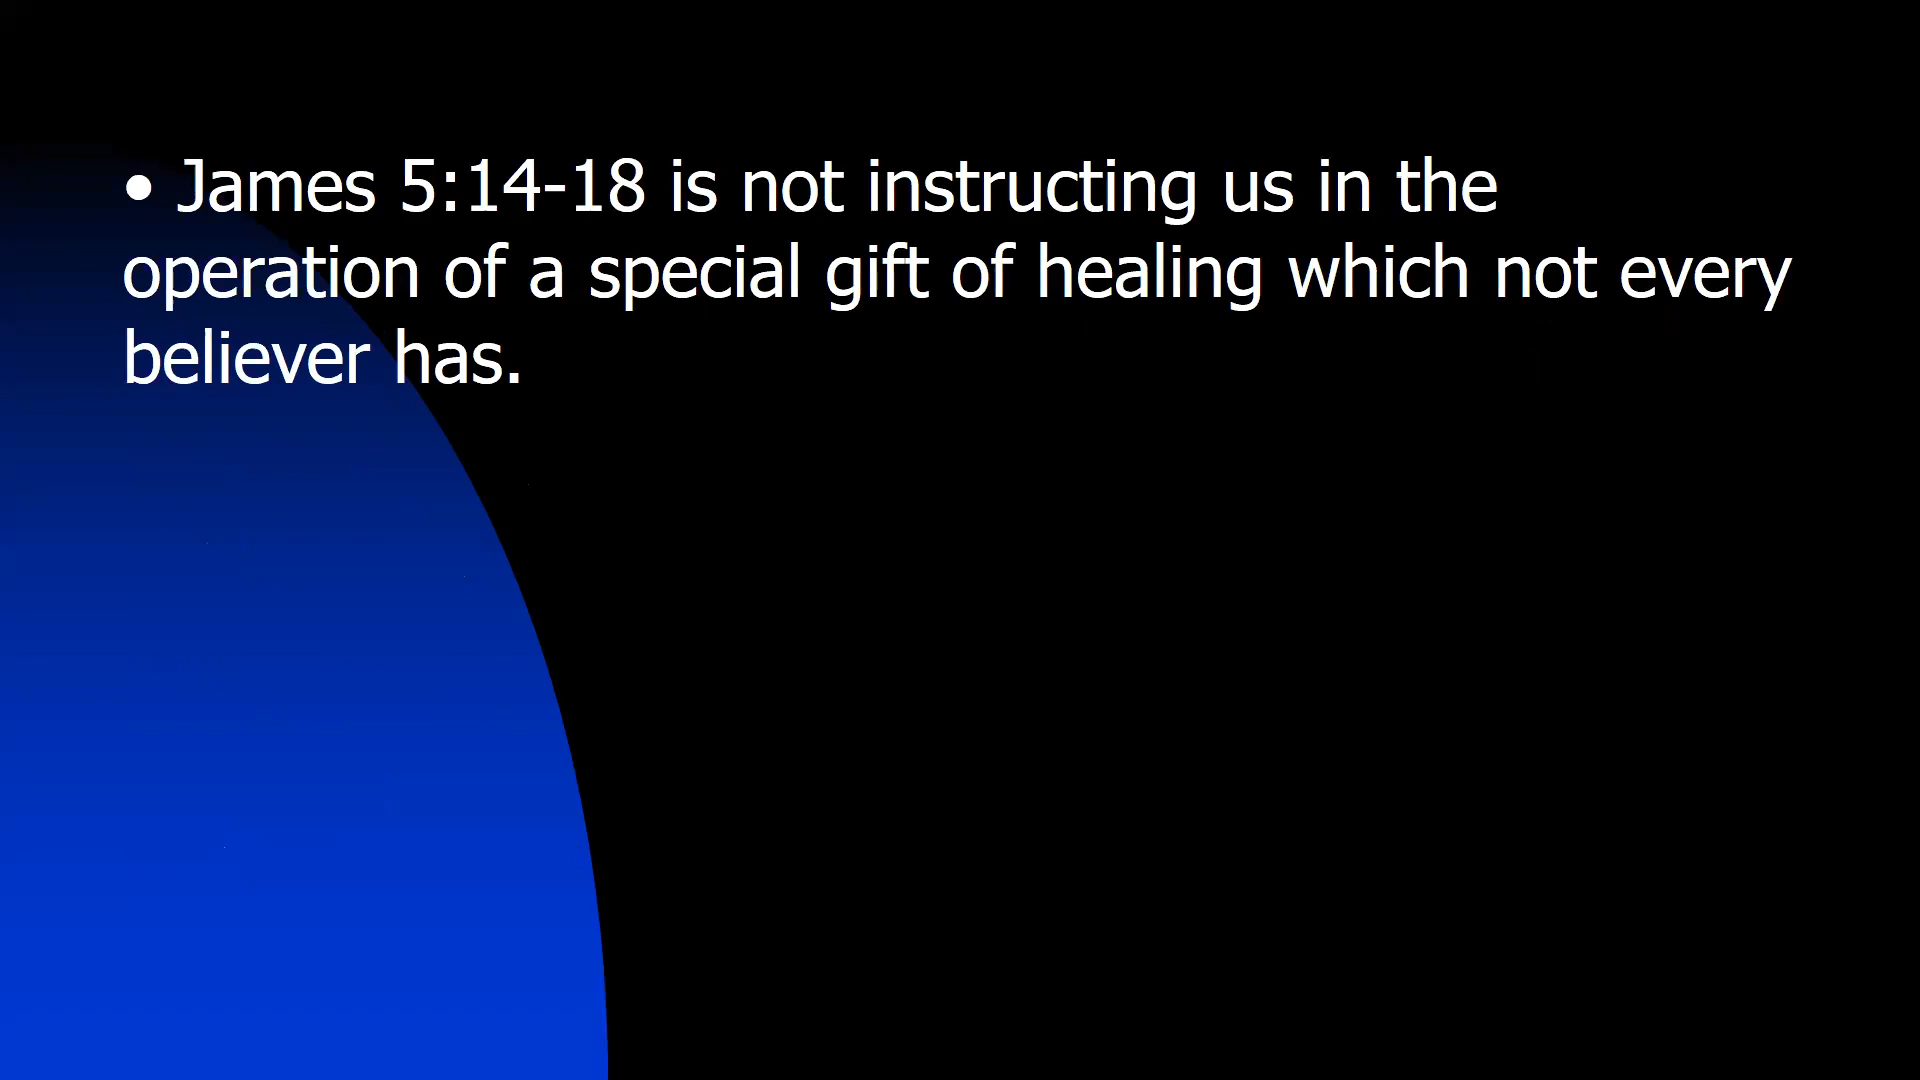 • James 5:14-18 is not instructing us in the
operation of a special gift of healing which not every
believer has.